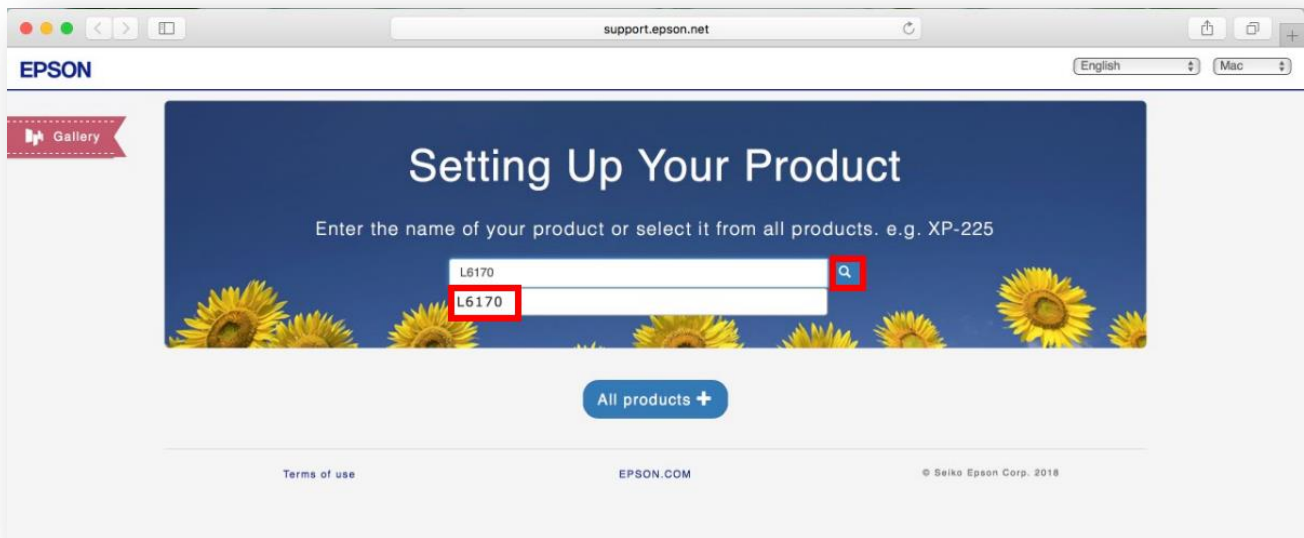 support.epson.net
EPSON
English
Mac
Gallery
Setting Up Your Product
Enter the name of your product or select it from all products. e.g. XP-225
L6170
L6170
All products +
Terms of use
EPSON.COM
© Seiko Epson Corp. 2018